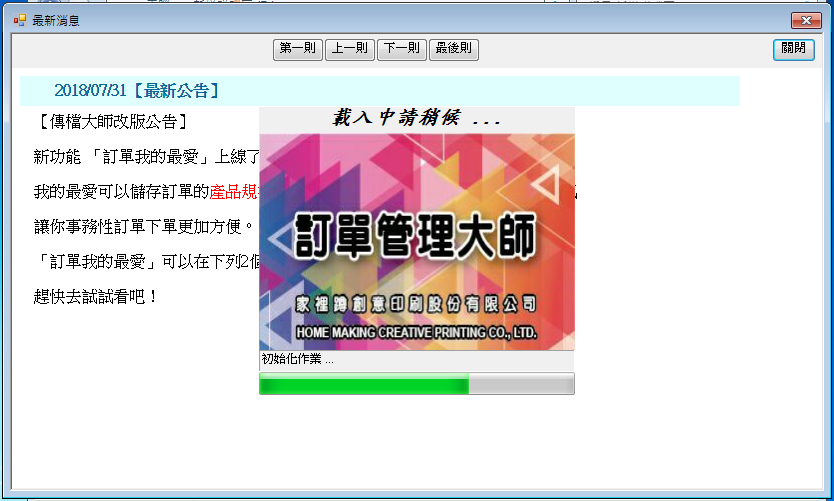 最新消息
第一則 上一則 下一則 最後則 關閉
2018/07/31【最新公告】
【傳檔大師改版公告】
載入中請稍候 ...
新功能 「訂單我的最愛」上線了
我的最愛可以儲存訂單的產品規
讓你事務性訂單下單更加方便。
訂單管理大師
「訂單我的最愛」可以在下列2個
趕快去試試看吧！
家裡蹲創意印刷股份有限公司
HOME MAKING CREATIVE PRINTING CO., LTD.
初始化作業 ...